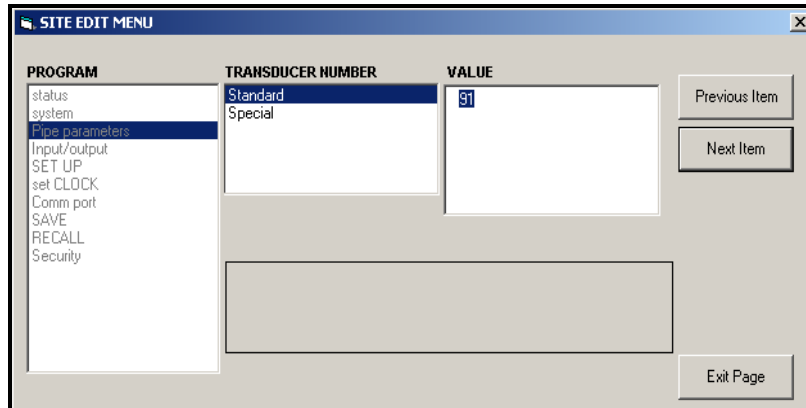 SITE EDIT MENU
PROGRAM
status
system
Pipe parameters
Input/output
SET UP
set CLOCK
Comm port
SAVE
RECALL
Security
TRANSDUCER NUMBER
Standard
Special
VALUE
91
Previous Item
Next Item
Exit Page